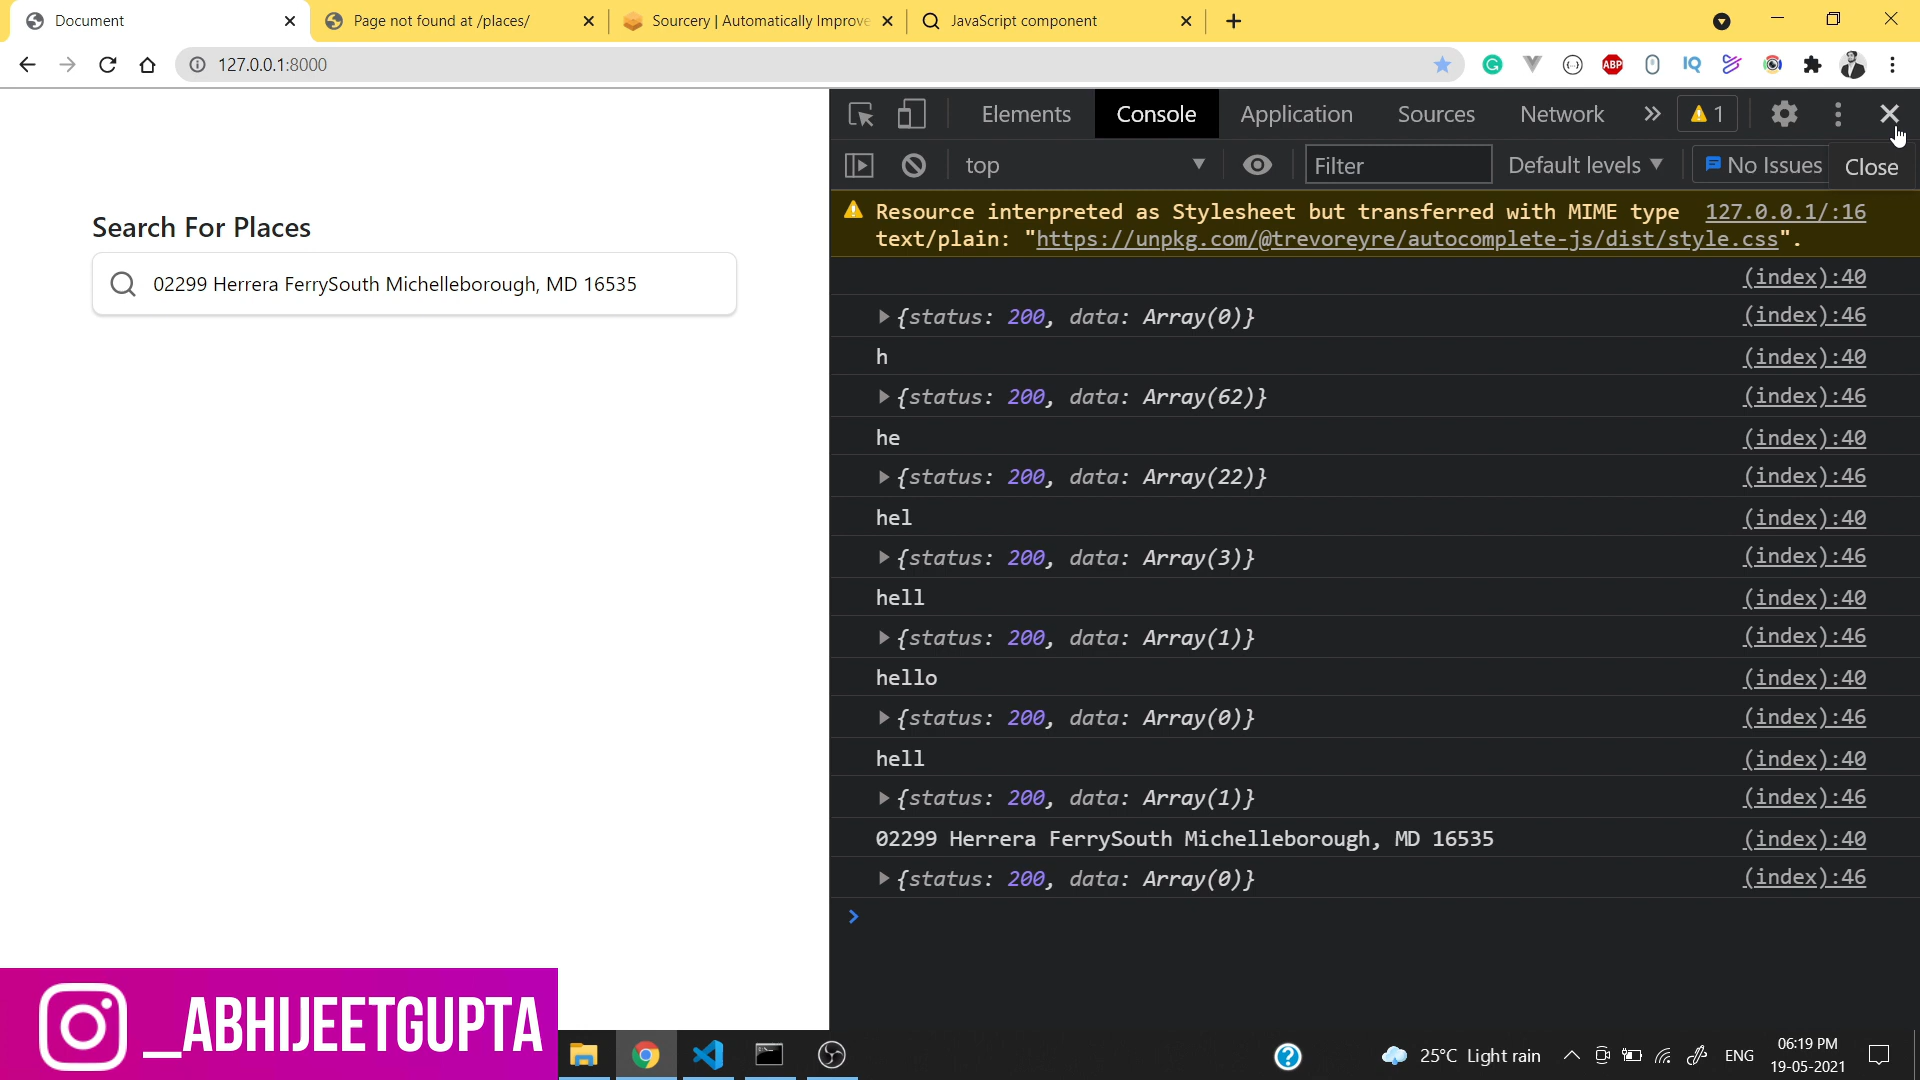 Document
Page not found at /places/
Sourcery | Automatically Improve
JavaScript component
127.0.0.1:8000
ABP
IQ
Elements
Console
Application
Sources
Network
1
top
Filter
Default levels
No Issues
Close
Search For Places
02299 Herrera FerrySouth Michelleborough, MD 16535
Resource interpreted as Stylesheet but transferred with MIME type 127.0.0.1/:16
text/plain: "https://unpkg.com/@trevoreyre/autocomplete-js/dist/style.css".
(index):40
{status: 200, data: Array(0)} (index):46
h (index):40
{status: 200, data: Array(62)} (index):46
he (index):40
{status: 200, data: Array(22)} (index):46
hel (index):40
{status: 200, data: Array(3)} (index):46
hell (index):40
{status: 200, data: Array(1)} (index):46
hello (index):40
{status: 200, data: Array(0)} (index):46
hell (index):40
{status: 200, data: Array(1)} (index):46
02299 Herrera FerrySouth Michelleborough, MD 16535 (index):40
{status: 200, data: Array(0)} (index):46
_ABHIJEETGUPTA
25°C Light rain
ENG
06:19 PM
19-05-2021